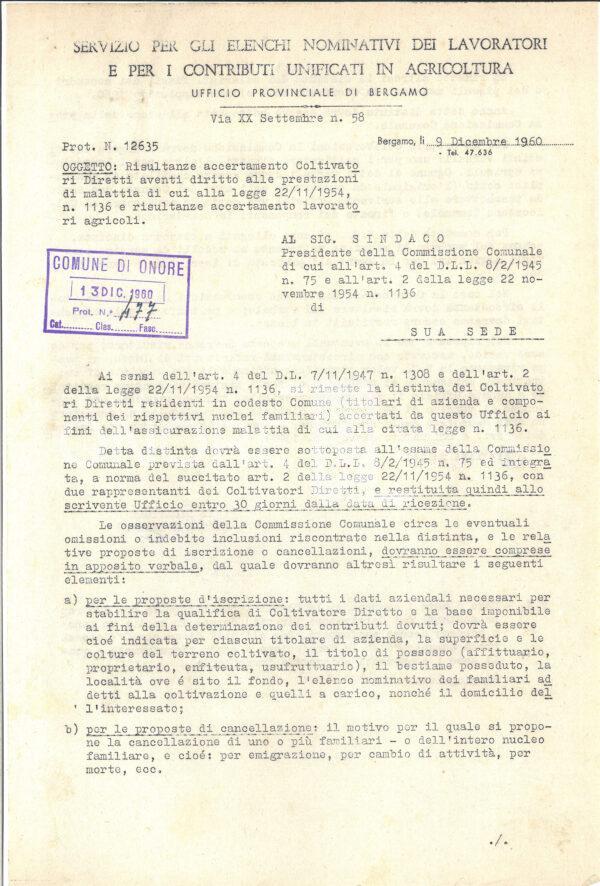 SERVIZIO PER GLI ELENCHI NOMINATIVI DEI LAVORATORI
E PER I CONTRIBUTI UNIFICATI IN AGRICOLTURA
UFFICIO PROVINCIALE DI BERGAMO
Via XX Settembre n. 58
Prot. N. 12635
Bergamo, lì 9 Dicembre 1960
- Tel. 47.636
OGGETTO: Risultanze accertamento Coltivato
ri Diretti aventi diritto alle prestazioni
di malattia di cui alla legge 22/11/1954,
n. 1136 e risultanze accertamento lavorato
ri agricoli.
AL SIG. SINDACO
Presidente della Commissione Comunale
di cui all'art. 4 del D.L.L. 8/2/1945
n. 75 e all'art. 2 della legge 22 no-
vembre 1954 n. 1136
di
SUA SEDE
COMUNE DI ONORE
13 DIC. 1960
Prot. N.° 477
Cat.......... Clas.......... Fasc..........
Ai sensi dell'art. 4 del D.L. 7/11/1947 n. 1308 e dell'art. 2
della legge 22/11/1954 n. 1136, si rimette la distinta dei Coltivato
ri Diretti residenti in codesto Comune (titolari di azienda e compo-
nenti dei rispettivi nuclei familiari) accertati da questo Ufficio ai
fini dell'assicurazione malattia di cui alla citata legge n. 1136.
Detta distinta dovrà essere sottoposta all'esame della Commissio
ne Comunale prevista dall'art. 4 del D.L.L. 8/2/1945 n. 75 ed integra
ta, a norma del succitato art. 2 della legge 22/11/1954 n. 1136, con
due rappresentanti dei Coltivatori Diretti, e restituita quindi allo
scrivente Ufficio entro 30 giorni dalla data di ricezione.
Le osservazioni della Commissione Comunale circa le eventuali
omissioni o indebite inclusioni riscontrate nella distinta, e le rela
tive proposte di iscrizione o cancellazioni, dovranno essere comprese
in apposito verbale, dal quale dovranno altresì risultare i seguenti
elementi:
a) per le proposte d'iscrizione: tutti i dati aziendali necessari per
stabilire la qualifica di Coltivatore Diretto e la base imponibile
ai fini della determinazione dei contributi dovuti; dovrà essere
cioé indicata per ciascun titolare di azienda, la superficie e le
colture del terreno coltivato, il titolo di possesso (affittuario,
proprietario, enfiteuta, usufruttuario), il bestiame posseduto, la
località ove é sito il fondo, l'elenco nominativo dei familiari ad
detti alla coltivazione e quelli a carico, nonché il domicilio del
l'interessato;
b) per le proposte di cancellazione: il motivo per il quale si propo-
ne la cancellazione di uno o più familiari - o dell'intero nucleo
familiare, e cioé: per emigrazione, per cambio di attività, per
morte, ecc.
./.